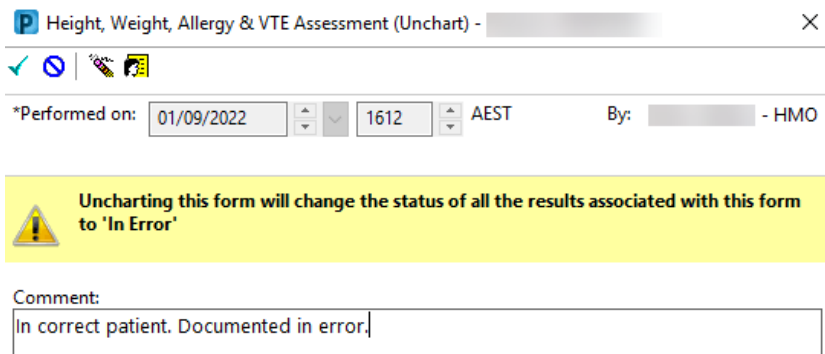 P Height, Weight, Allergy & VTE Assessment (Unchart) -
*Performed on: 01/09/2022 1612 AEST By: - HMO
Uncharting this form will change the status of all the results associated with this form
to 'In Error'
Comment:
In correct patient. Documented in error.